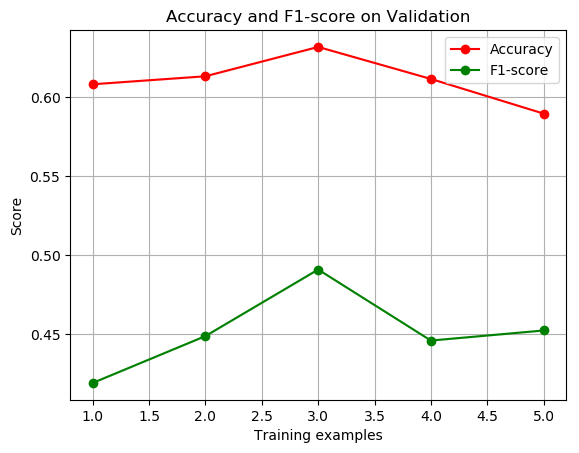 Accuracy and F1-score on Validation
Accuracy
F1-score
Score
0.60
0.55
0.50
0.45
1.0 1.5 2.0 2.5 3.0 3.5 4.0 4.5 5.0
Training examples